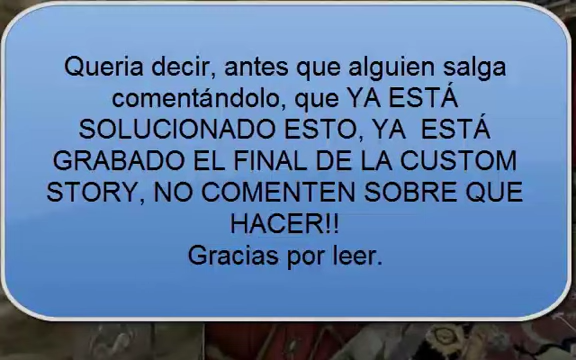 Queria decir, antes que alguien salga
comentándolo, que YA ESTÁ
SOLUCIONADO ESTO, YA  ESTÁ
GRABADO EL FINAL DE LA CUSTOM
STORY, NO COMENTEN SOBRE QUE
HACER!!
Gracias por leer.